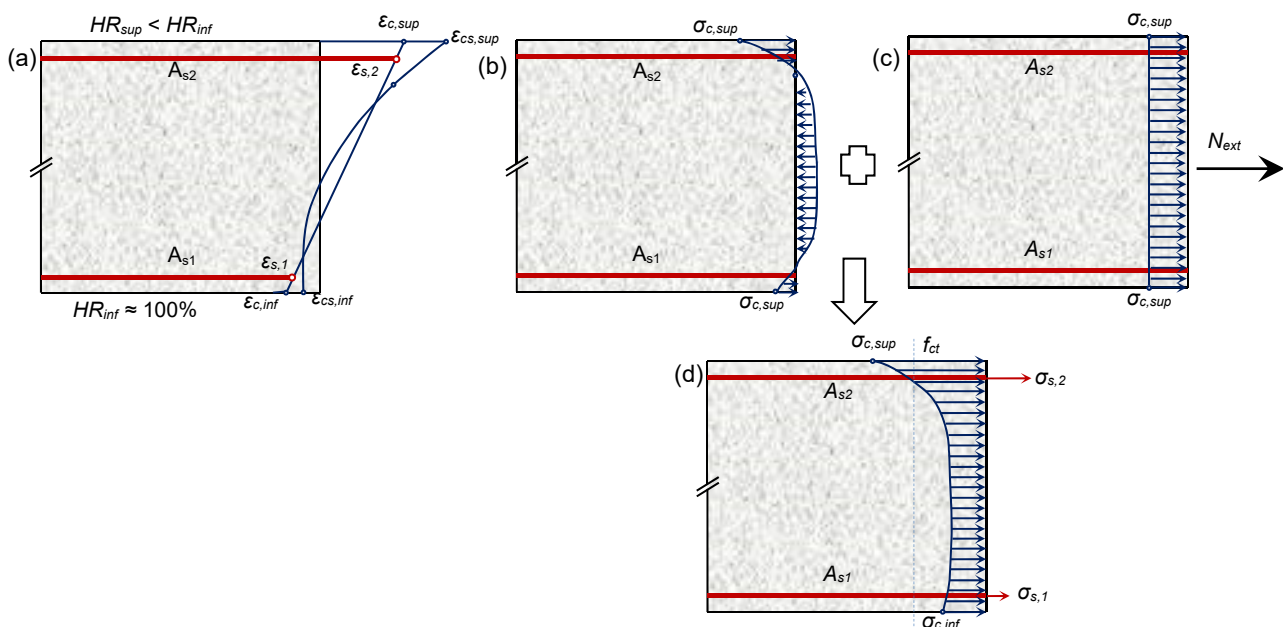 (a)
HRsup < HRinf
εc,sup
εcs,sup
As2
εs,2
As1
εs,1
εc,inf
εcs,inf
HRinf ≈ 100%
(b)
σc,sup
As2
As1
σc,sup
(c)
σc,sup
As2
As1
σc,sup
Next
(d)
σc,sup
fct
As2
σs,2
As1
σs,1
σc,inf